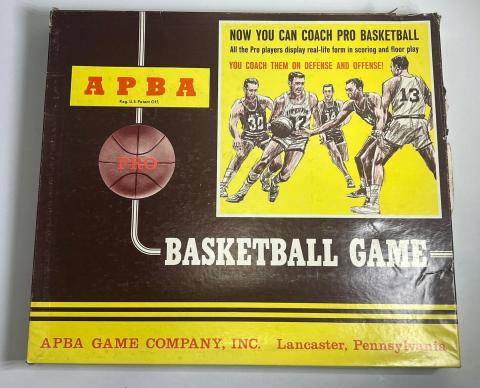 NOW YOU CAN COACH PRO BASKETBALL
All the Pro players display real-life form in scoring and floor play
YOU COACH THEM ON DEFENSE AND OFFENSE!
APBA
Reg. U.S. Patent Off.
30
12
13
PRO
BASKETBALL GAME
APBA GAME COMPANY, INC. Lancaster, Pennsylvania